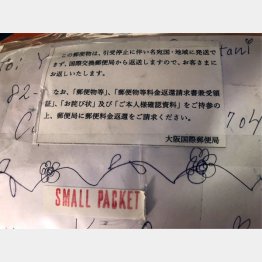 この郵便物は、引受停止に伴い名宛国・地域に発送で
きず、国際交換郵便局から返送しますので、お客さまに
お返しいたします。
なお、「郵便物等」、「郵便物等料金返還請求書兼受領
証」、「お詫び状」及び「ご本人様確認資料」をご持参の
上、郵便局に郵便料金返還をご請求ください。
大阪国際郵便局
to:
82-
704
SMALL PACKET